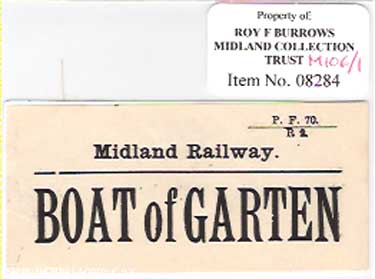 Property of:
ROY F BURROWS
MIDLAND COLLECTION
TRUST M106/1
Item No. 08284
P. F. 70.
R 2.
Midland Railway.
BOAT of GARTEN